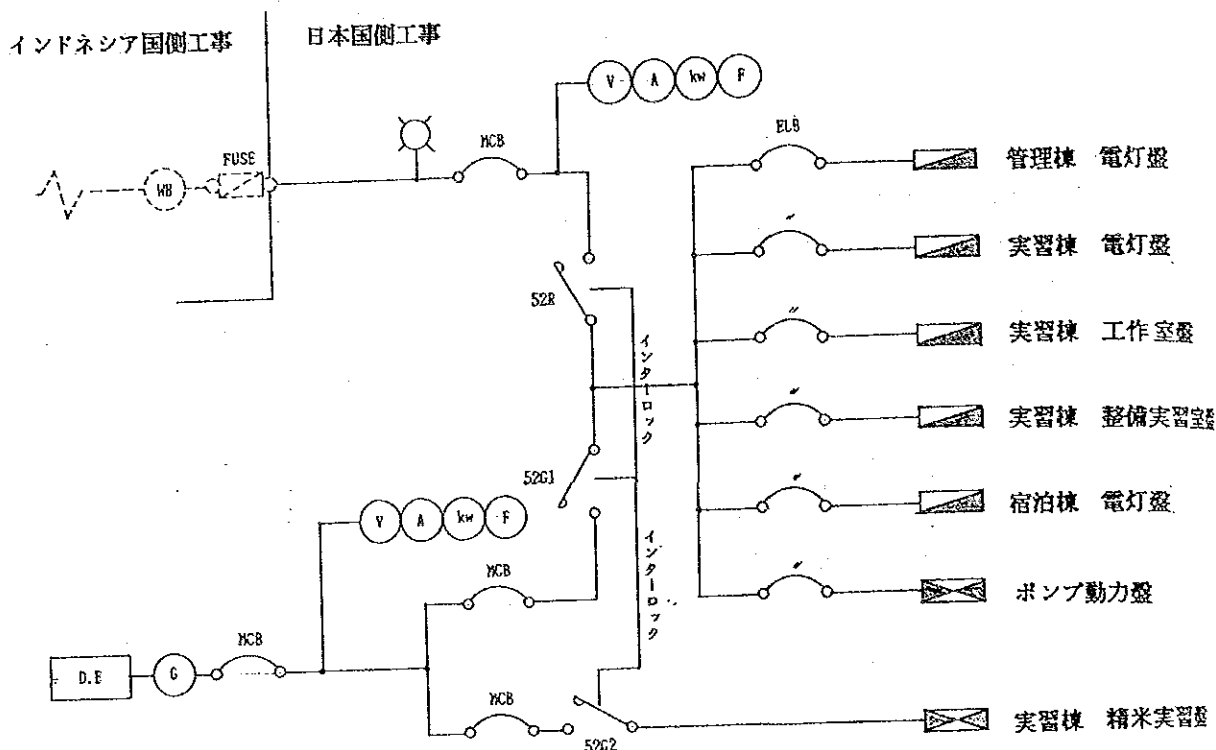 インドネシア国側工事
日本国側工事
V A kw F
ELB
管理棟 電灯盤
MCB
FUSE
WB
〃
実習棟 電灯盤
52R
〃
実習棟 工作室盤
インターロック
〃
実習棟 整備実習室盤
52G1
〃
宿泊棟 電灯盤
V A kw F
インターロック
〃
ポンプ動力盤
MCB
MCB
D.E
G
MCB
52G2
実習棟 精米実習盤